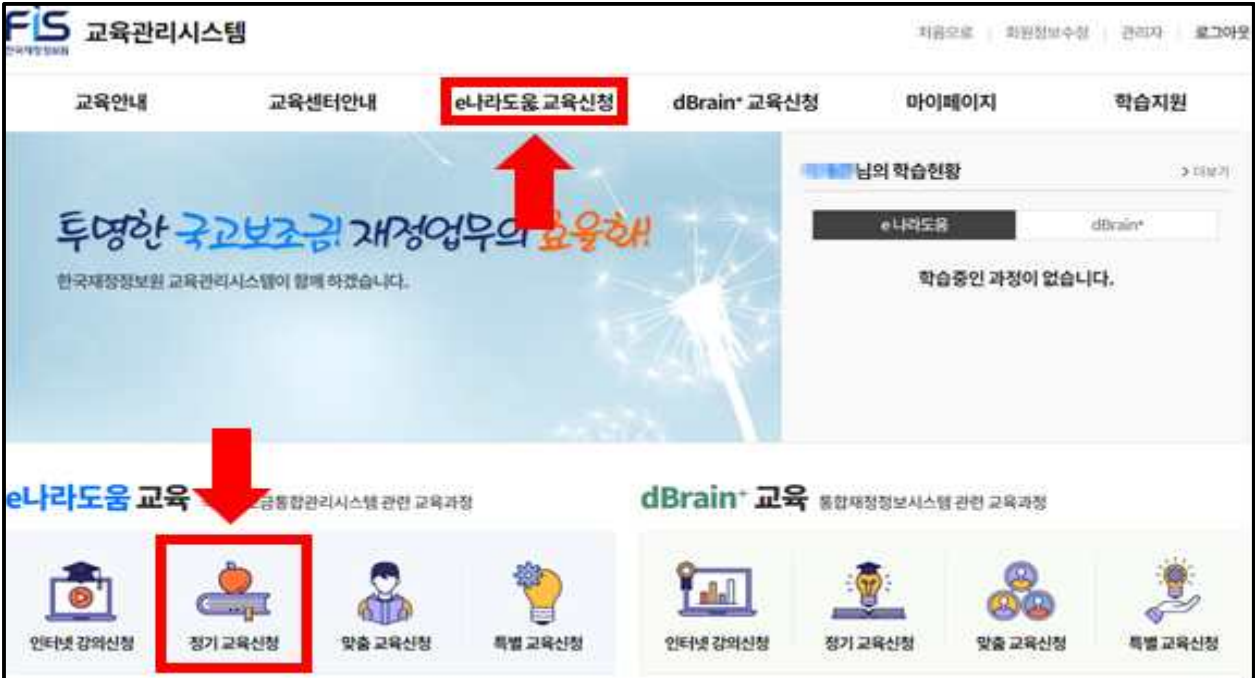 FIS 한국재정정보원 교육관리시스템
처음으로 | 회원정보수정 | 관리자 | 로그아웃
교육안내 교육센터안내 e나라도움 교육신청 dBrain+ 교육신청 마이페이지 학습지원
님의 학습현황 > 더보기
투명한 국고보조금! 재정업무의 효율화!
e나라도움 dBrain+
한국재정정보원 교육관리시스템이 함께 하겠습니다.
학습중인 과정이 없습니다.
e나라도움 교육 금통합관리시스템 관련 교육과정
dBrain+ 교육 통합재정정보시스템 관련 교육과정
인터넷 강의신청 정기 교육신청 맞춤 교육신청 특별 교육신청
인터넷 강의신청 정기 교육신청 맞춤 교육신청 특별 교육신청